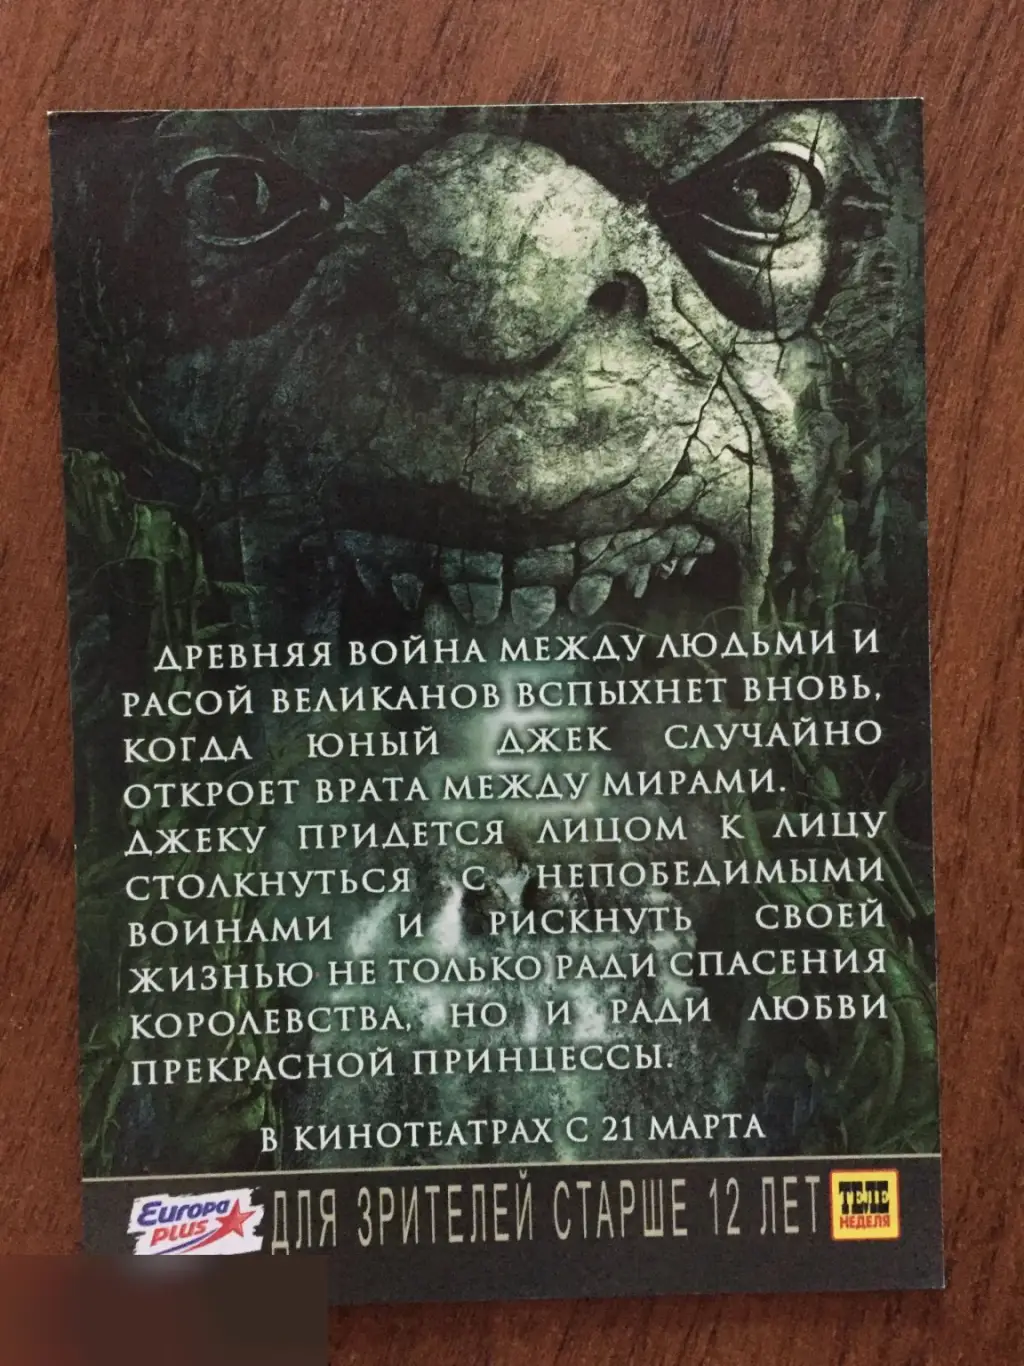 ДРЕВНЯЯ ВОЙНА МЕЖДУ ЛЮДЬМИ И
РАСОЙ ВЕЛИКАНОВ ВСПЫХНЕТ ВНОВЬ,
КОГДА ЮНЫЙ ДЖЕК СЛУЧАЙНО
ОТКРОЕТ ВРАТА МЕЖДУ МИРАМИ.
ДЖЕКУ ПРИДЕТСЯ ЛИЦОМ К ЛИЦУ
СТОЛКНУТЬСЯ С НЕПОБЕДИМЫМИ
ВОИНАМИ И РИСКНУТЬ СВОЕЙ
ЖИЗНЬЮ НЕ ТОЛЬКО РАДИ СПАСЕНИЯ
КОРОЛЕВСТВА, НО И РАДИ ЛЮБВИ
ПРЕКРАСНОЙ ПРИНЦЕССЫ.
В КИНОТЕАТРАХ С 21 МАРТА
Европа
PLUS
ДЛЯ ЗРИТЕЛЕЙ СТАРШЕ 12 ЛЕТ
ТЕЛЕ
НЕДЕЛЯ